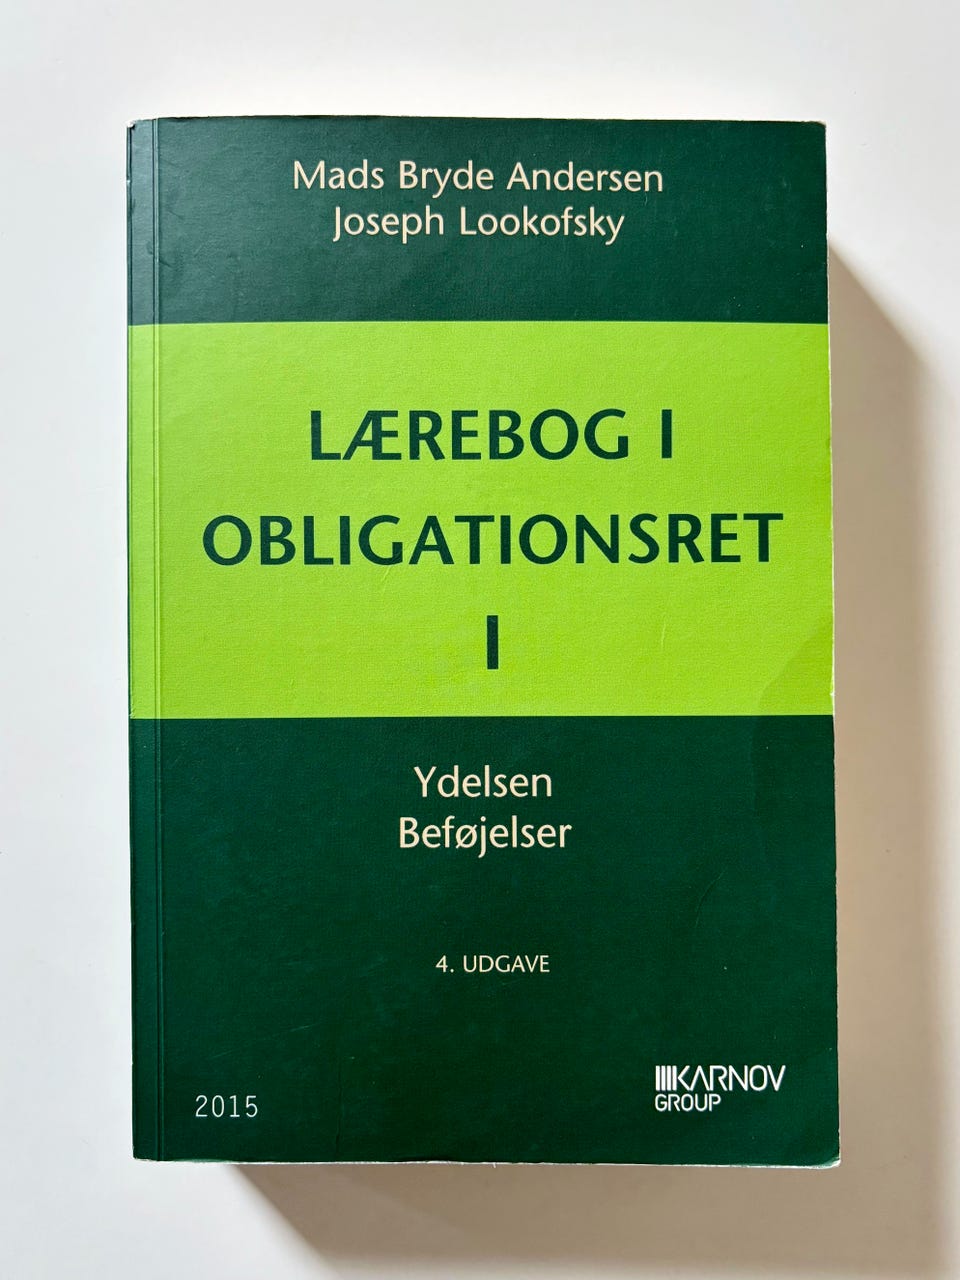 Mads Bryde Andersen
Joseph Lookofsky
LÆREBOG I
OBLIGATIONSRET
I
Ydelsen
Beføjelser
4. UDGAVE
2015
KARNOV
GROUP